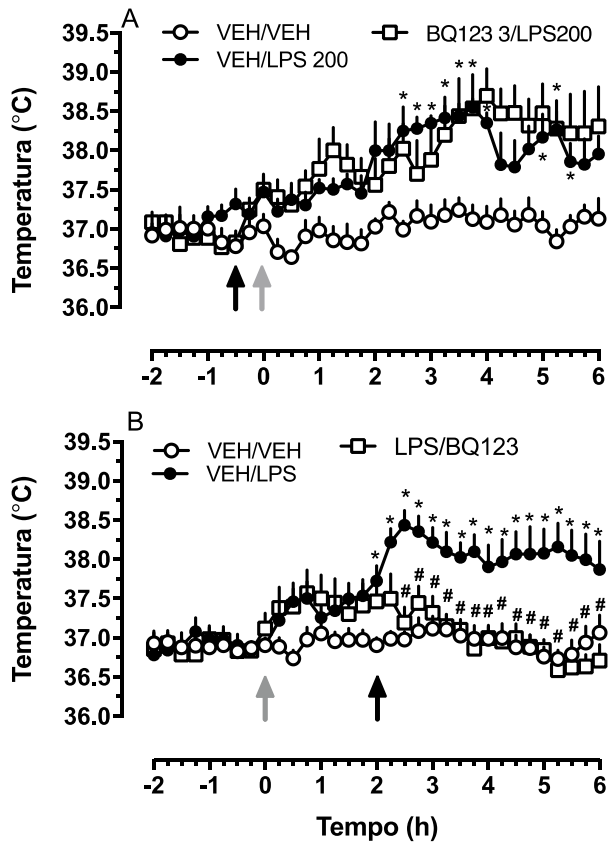 A
VEH/VEH
BQ123 3/LPS200
VEH/LPS 200
39.5
39.0
38.5
38.0
37.5
37.0
36.5
36.0
Temperatura (°C)
* * * * * * * * * * *
-2 -1 0 1 2 3 4 5 6
B
VEH/VEH
LPS/BQ123
VEH/LPS
39.5
39.0
38.5
38.0
37.5
37.0
36.5
36.0
Temperatura (°C)
* * * * * * * * * * * * * * * * *
# # # # # # # # # # # # # # #
-2 -1 0 1 2 3 4 5 6
Tempo (h)